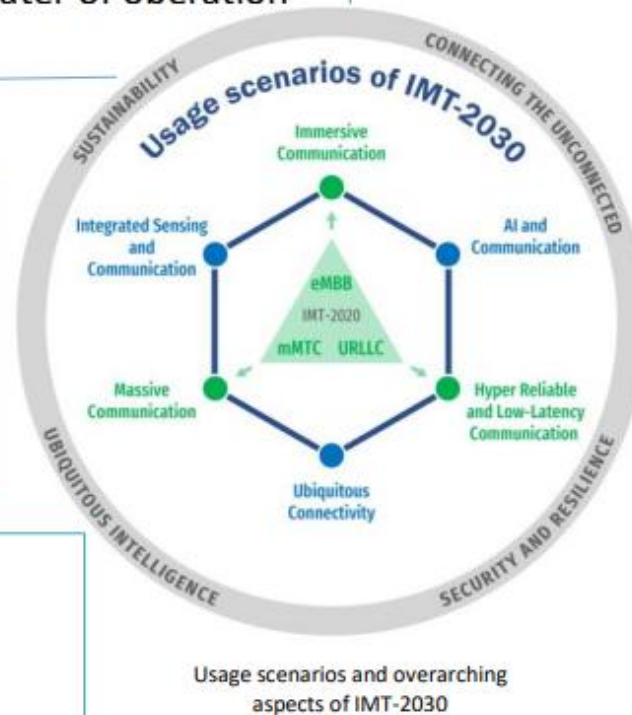 Usage scenarios of IMT-2030
SUSTAINABILITY
CONNECTING THE UNCONNECTED
Immersive
Communication
Integrated Sensing
and
Communication
AI and
Communication
eMBB
IMT-2020
mMTC URLLC
Massive
Communication
Hyper Reliable
and Low-Latency
Communication
Ubiquitous
Connectivity
UBIQUITOUS INTELLIGENCE
SECURITY AND RESILIENCE
Usage scenarios and overarching
aspects of IMT-2030